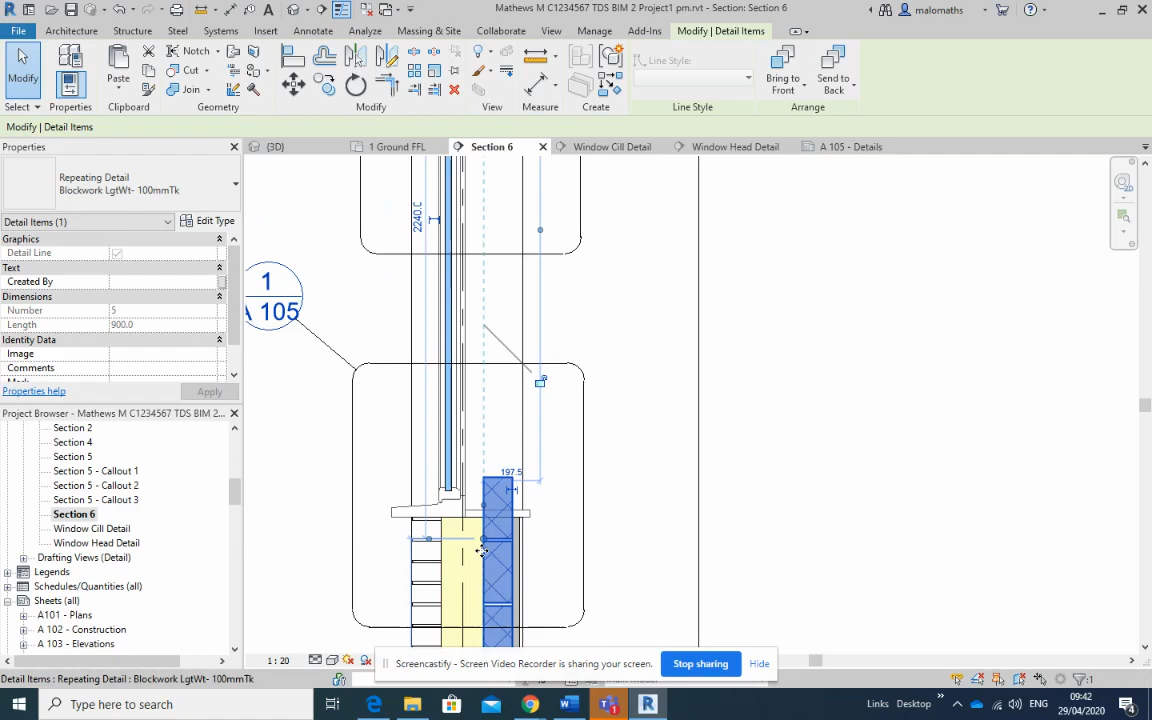 Mathews M C1234567 TDS BIM 2 Project1 pm.rvt - Section: Section 6
malomaths
File Architecture Structure Steel Systems Insert Annotate Analyze Massing & Site Collaborate View Manage Add-Ins Modify | Detail Items
Modify
Properties
Paste
Notch
Cut
Join
Line Style:
Bring to Front
Send to Back
Select Properties Clipboard Geometry Modify View Measure Create Line Style Arrange
Modify | Detail Items
Properties
{3D} 1 Ground FFL Section 6 Window Cill Detail Window Head Detail A 105 - Details
Repeating Detail
Blockwork LgtWt- 100mmTk
Detail Items (1) Edit Type
Graphics
Detail Line
Text
Created By
Dimensions
Number 5
Length 900.0
Identity Data
Image
Comments
Properties help Apply
Project Browser - Mathews M C1234567 TDS BIM 2...
Section 2
Section 4
Section 5
Section 5 - Callout 1
Section 5 - Callout 2
Section 5 - Callout 3
Section 6
Window Cill Detail
Window Head Detail
Drafting Views (Detail)
Legends
Schedules/Quantities (all)
Sheets (all)
A101 - Plans
A 102 - Construction
A 103 - Elevations
2240.0
1
A 105
197.5
1 : 20
Screencastify - Screen Video Recorder is sharing your screen. Stop sharing Hide
Detail Items : Repeating Detail : Blockwork LgtWt- 100mmTk
:1
Type here to search
Links Desktop
ENG
09:42
29/04/2020
4